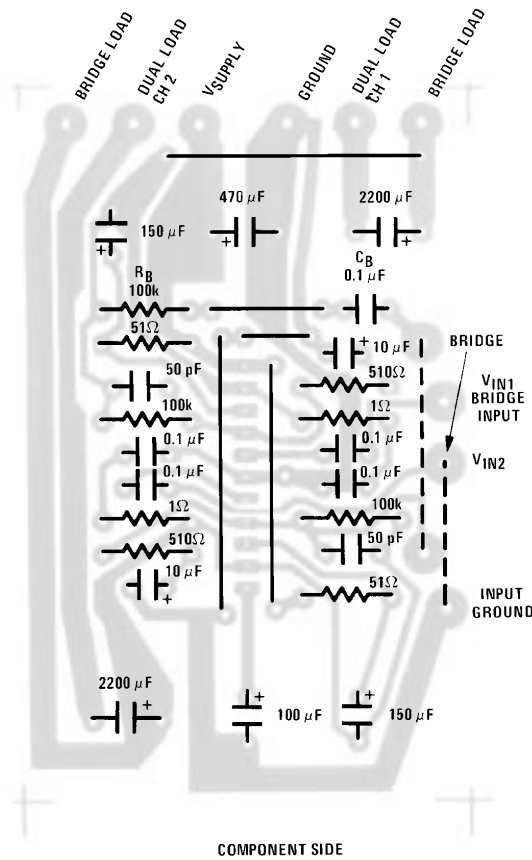 BRIDGE LOAD
DUAL LOAD
CH 2
VSUPPLY
GROUND
DUAL LOAD
CH 1
BRIDGE LOAD
150 μF
+
470 μF
+
2200 μF
+
RB
100k
CB
0.1 μF
51Ω
+
10 μF
BRIDGE
50 pF
510Ω
VIN1
BRIDGE
INPUT
100k
1Ω
0.1 μF
0.1 μF
VIN2
0.1 μF
0.1 μF
1Ω
100k
510Ω
50 pF
10 μF
+
51Ω
INPUT
GROUND
2200 μF
+
+
100 μF
+
150 μF
COMPONENT SIDE